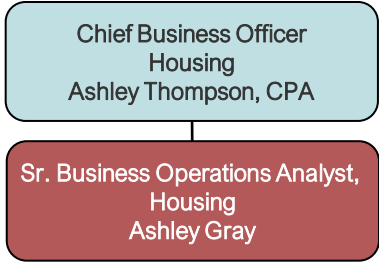 Chief Business Officer
Housing
Ashley Thompson, CPA
Sr. Business Operations Analyst,
Housing
Ashley Gray